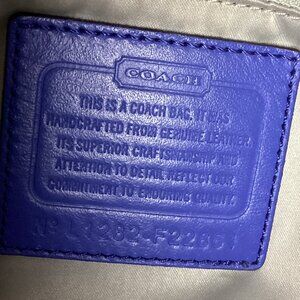 COACH
THIS IS A COACH BAG. IT WAS
HANDCRAFTED FROM GENUINE LEATHER
ITS SUPERIOR CRAFTSMANSHIP AND
ATTENTION TO DETAIL REFLECT OUR
COMMITMENT TO ENDURING QUALITY.
Nº